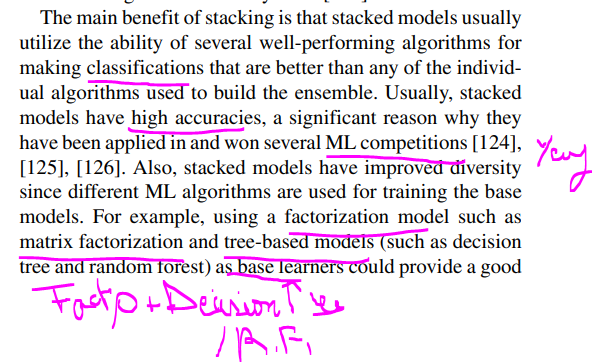 The main benefit of stacking is that stacked models usually
utilize the ability of several well-performing algorithms for
making classifications that are better than any of the individ-
ual algorithms used to build the ensemble. Usually, stacked
models have high accuracies, a significant reason why they
have been applied in and won several ML competitions [124],
[125], [126]. Also, stacked models have improved diversity
since different ML algorithms are used for training the base
models. For example, using a factorization model such as
matrix factorization and tree-based models (such as decision
tree and random forest) as base learners could provide a good
+ Decision Tree
/ R.F.